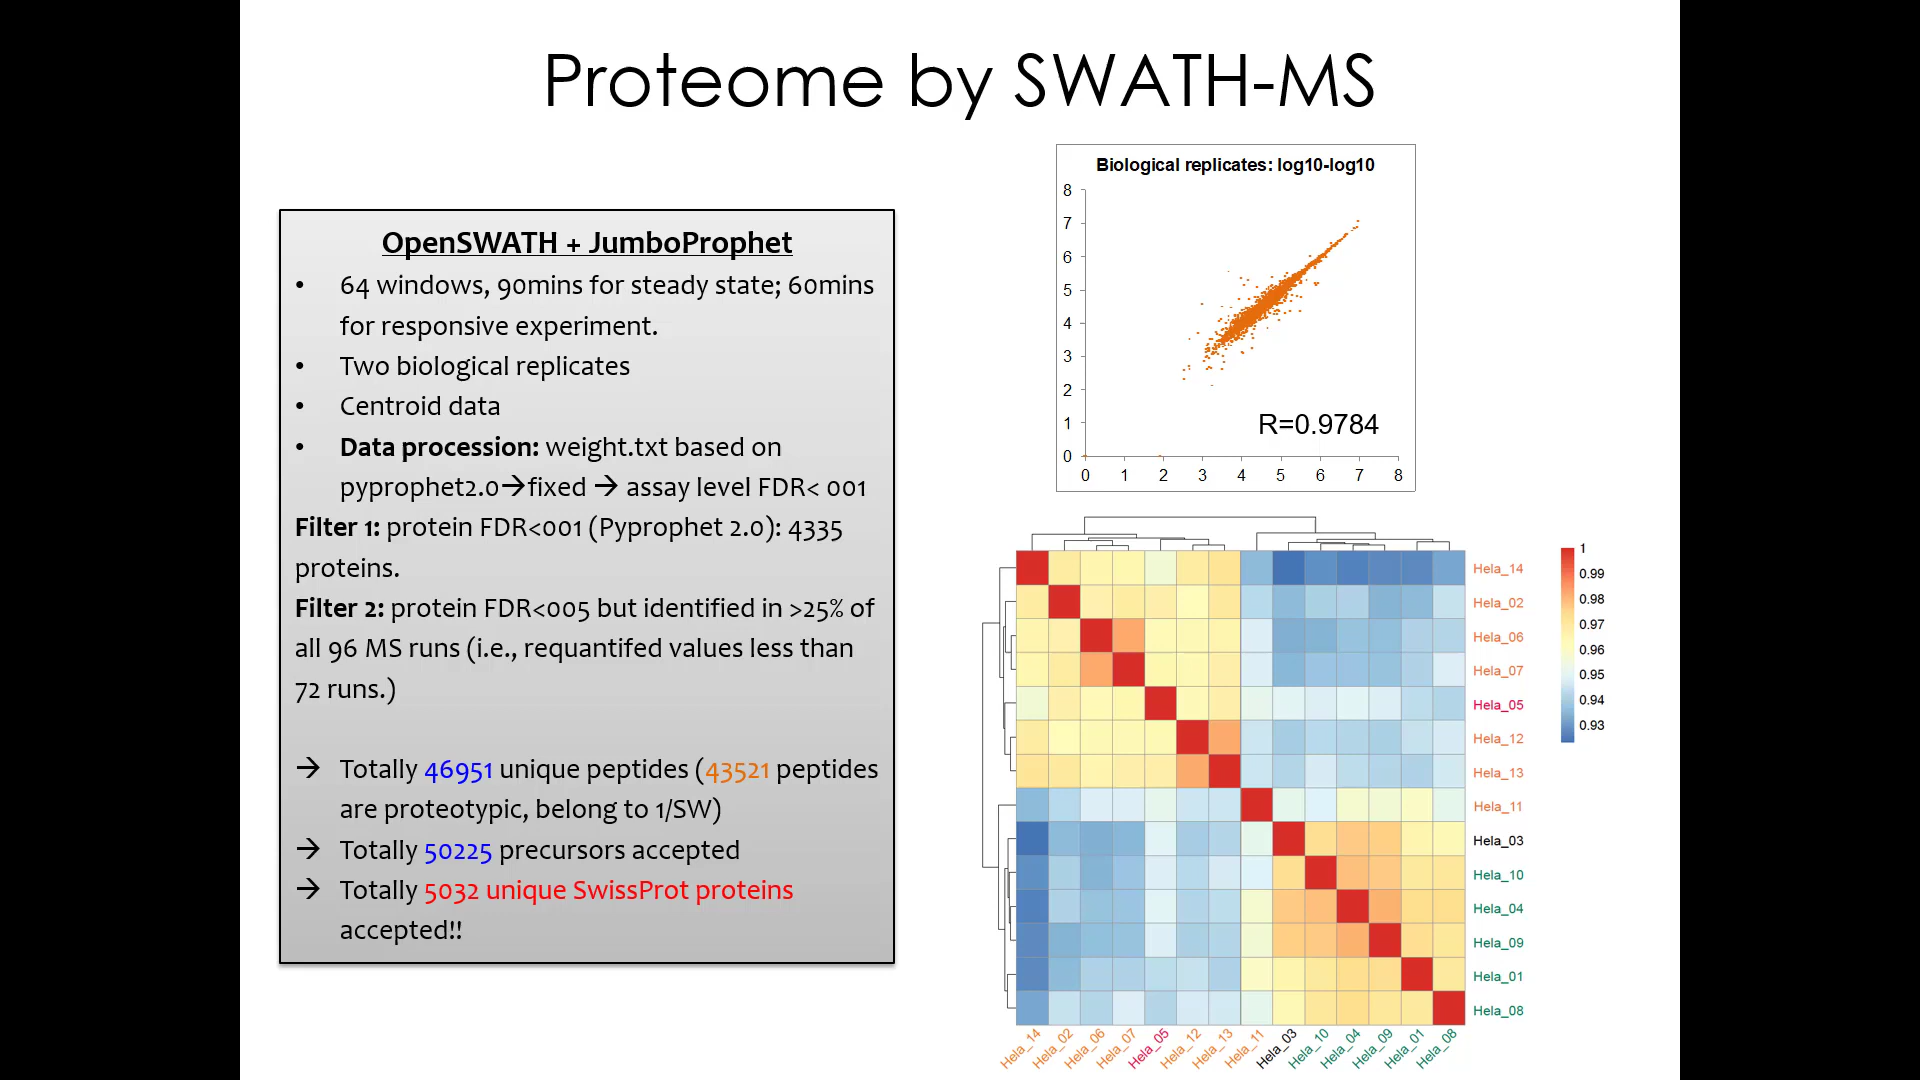 Proteome by SWATH-MS
OpenSWATH + JumboProphet
• 64 windows, 90mins for steady state; 60mins
for responsive experiment.
• Two biological replicates
• Centroid data
• Data procession: weight.txt based on
pyprophet2.0→fixed → assay level FDR< 001
Filter 1: protein FDR<001 (Pyprophet 2.0): 4335
proteins.
Filter 2: protein FDR<005 but identified in >25% of
all 96 MS runs (i.e., requantifed values less than
72 runs.)
→ Totally 46951 unique peptides (43521 peptides
are proteotypic, belong to 1/SW)
→ Totally 50225 precursors accepted
→ Totally 5032 unique SwissProt proteins
accepted!!
Biological replicates: log10-log10
8
7
6
5
4
3
2
1
0
0 1 2 3 4 5 6 7 8
R=0.9784
Hela_14
Hela_02
Hela_06
Hela_07
Hela_05
Hela_12
Hela_13
Hela_11
Hela_03
Hela_10
Hela_04
Hela_09
Hela_01
Hela_08
Hela_14 Hela_02 Hela_06 Hela_07 Hela_05 Hela_12 Hela_13 Hela_11 Hela_03 Hela_10 Hela_04 Hela_09 Hela_01 Hela_08
1
0.99
0.98
0.97
0.96
0.95
0.94
0.93